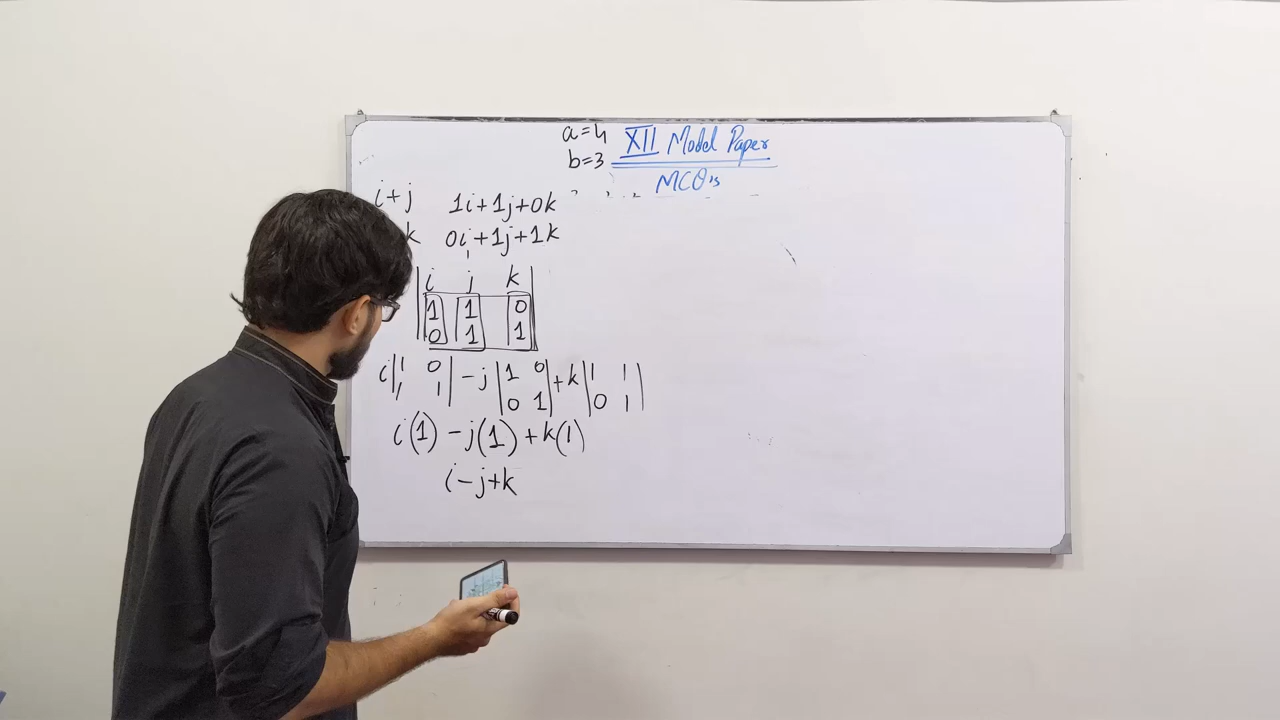 a=4
b=3
XII Model Paper
MCQ's
i+j 1i+1j+0k
k 0i+1j+1k
i j k
1 1 0
0 1 1
i|1 0| -j|1 0| +k|1 1|
1 1 0 1 0 1
i(1) -j(1) +k(1)
i-j+k